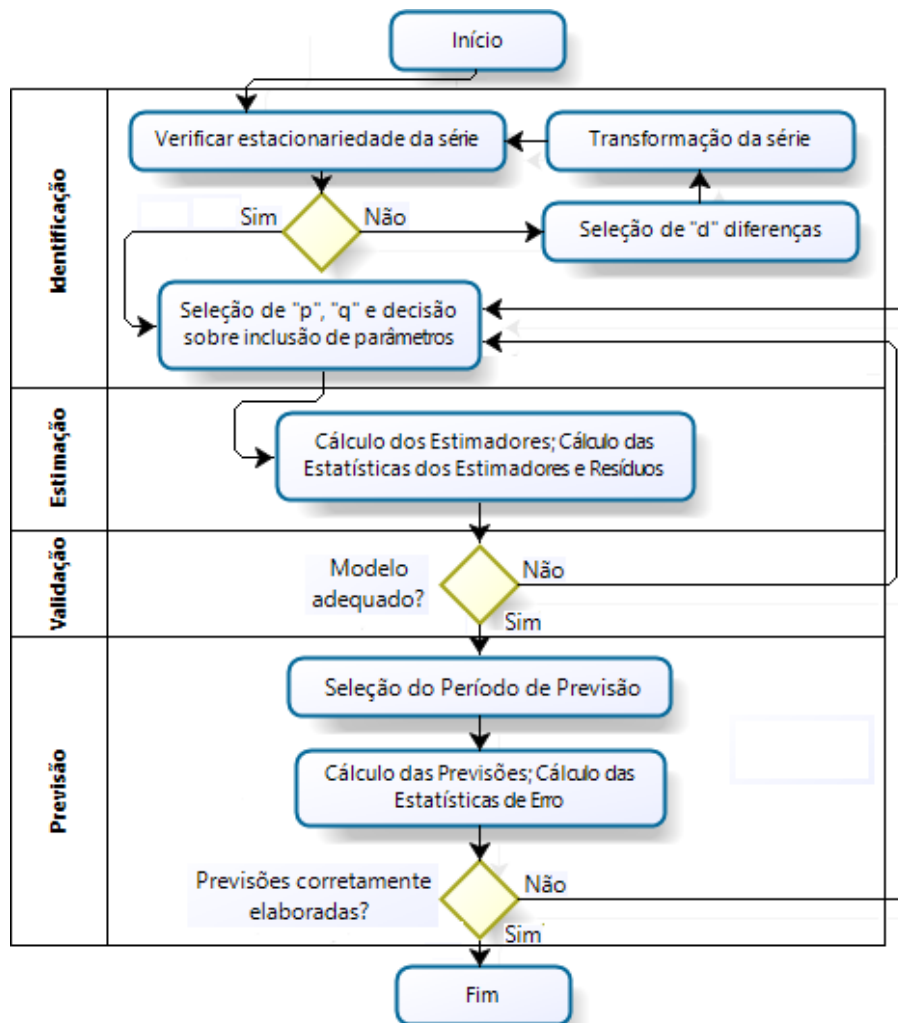 Início
Identificação
Verificar estacionariedade da série
Transformação da série
Sim
Não
Seleção de "d" diferenças
Seleção de "p", "q" e decisão
sobre inclusão de parâmetros
Estimação
Cálculo dos Estimadores; Cálculo das
Estatísticas dos Estimadores e Resíduos
Validação
Modelo
adequado?
Não
Sim
Previsão
Seleção do Período de Previsão
Cálculo das Previsões; Cálculo das
Estatísticas de Erro
Previsões corretamente
elaboradas?
Não
Sim
Fim